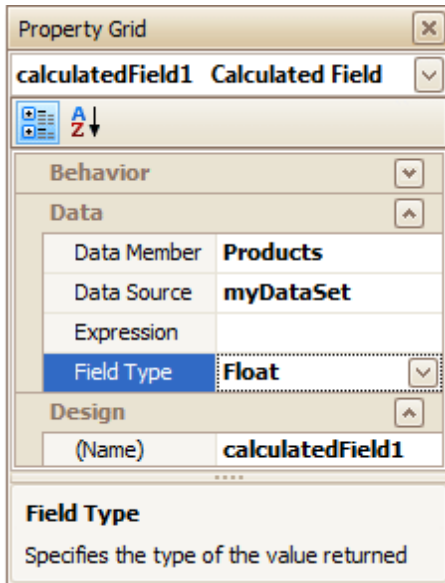 Property Grid
calculatedField1 Calculated Field
A
Z
Behavior
Data
Data Member Products
Data Source myDataSet
Expression
Field Type Float
Design
(Name) calculatedField1
Field Type
Specifies the type of the value returned